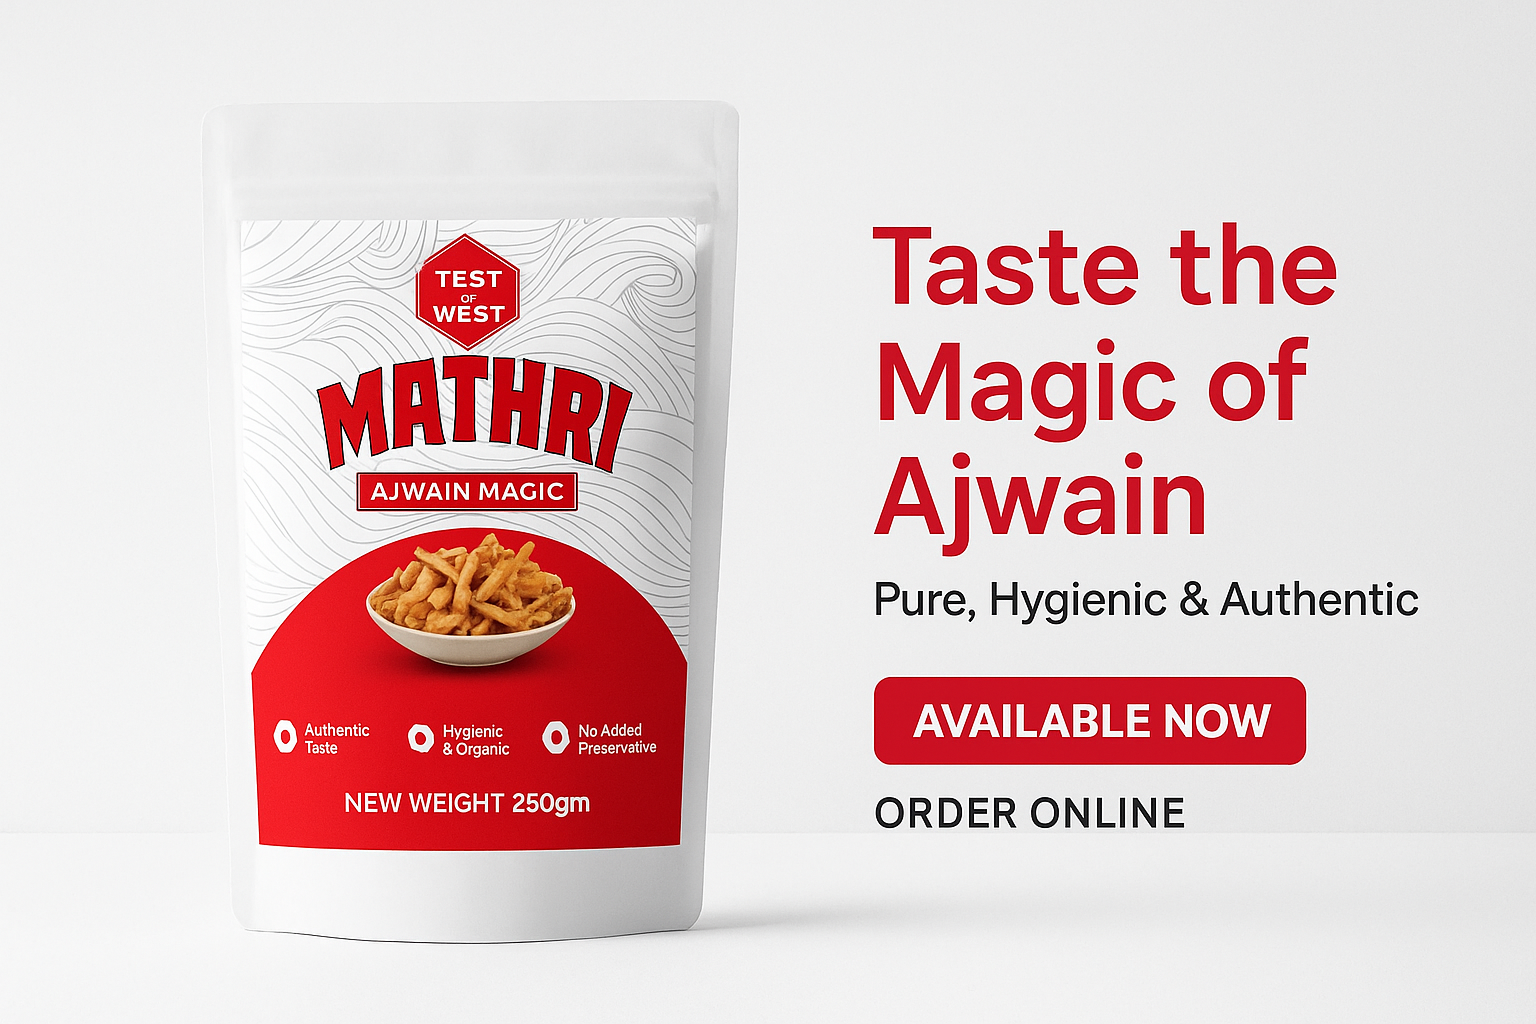 TEST
OF
WEST
MATHRI
AJWAIN MAGIC
Authentic
Taste
Hygienic
& Organic
No Added
Preservative
NEW WEIGHT 250gm
Taste the
Magic of
Ajwain
Pure, Hygienic & Authentic
AVAILABLE NOW
ORDER ONLINE